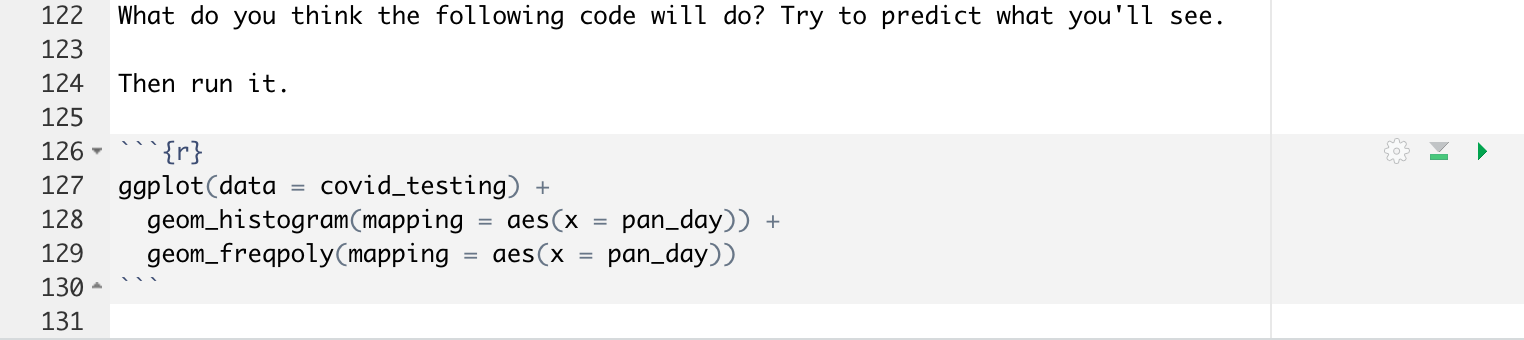 122 What do you think the following code will do? Try to predict what you'll see.
123
124 Then run it.
125
126 ```{r}
127 ggplot(data = covid_testing) +
128   geom_histogram(mapping = aes(x = pan_day)) +
129   geom_freqpoly(mapping = aes(x = pan_day))
130 ```
131